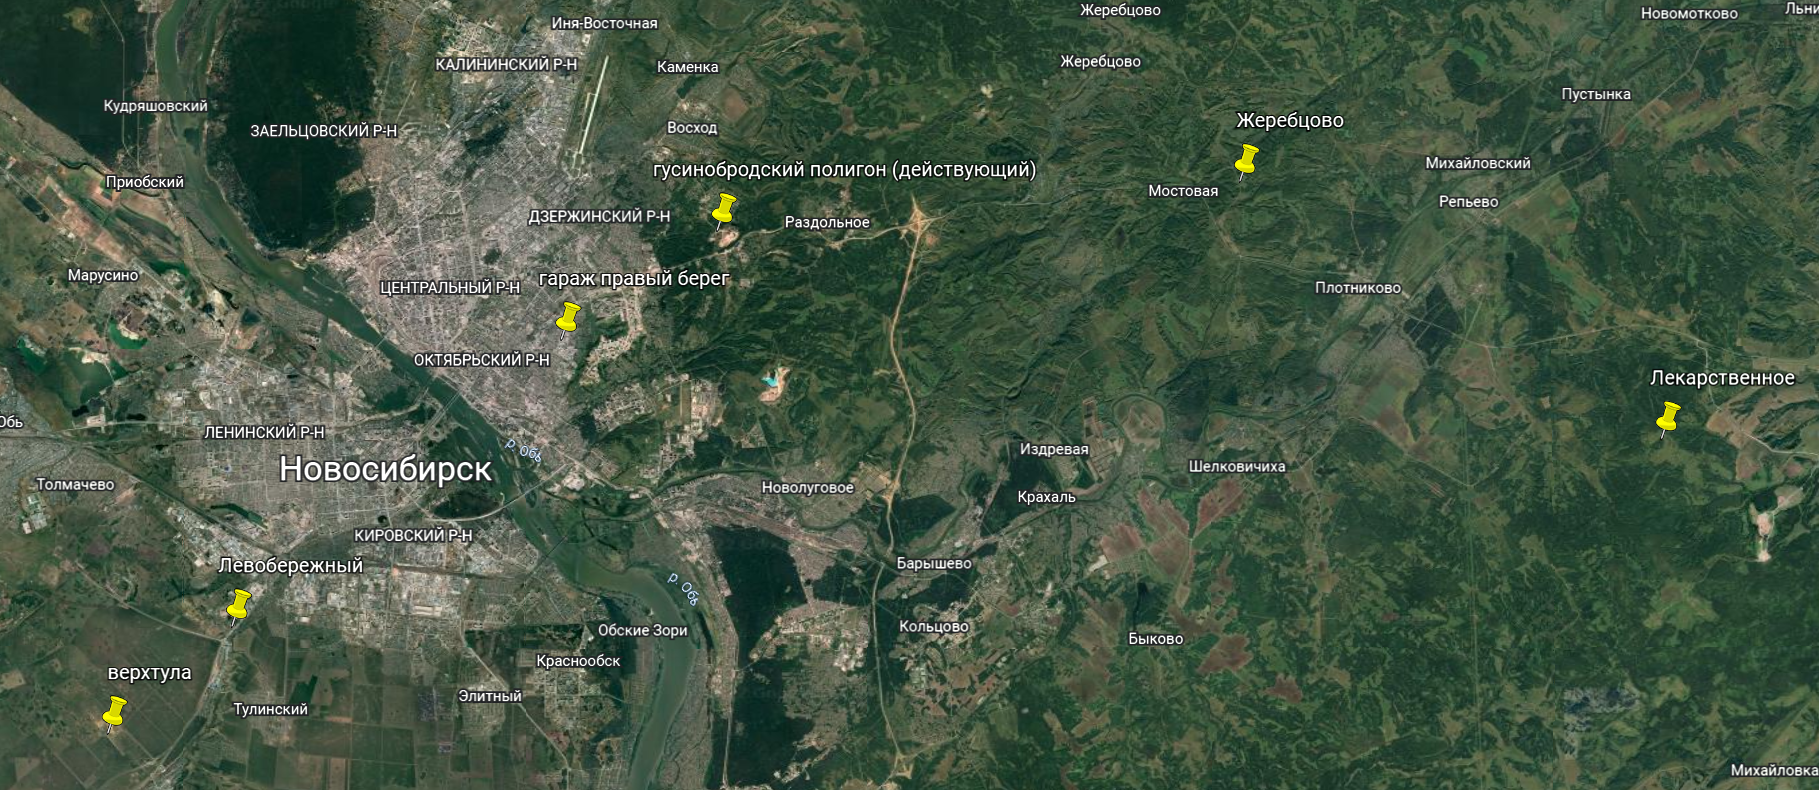 Жеребцово
Новомотково
Льни
Иня-Восточная
КАЛИНИНСКИЙ Р-Н
Каменка
Жеребцово
Пустынка
Кудряшовский
ЗАЕЛЬЦОВСКИЙ Р-Н
Восход
Жеребцово
гусинобродский полигон (действующий)
Михайловский
Приобский
Мостовая
Репьево
ДЗЕРЖИНСКИЙ Р-Н
Раздольное
Марусино
ЦЕНТРАЛЬНЫЙ Р-Н
гараж правый берег
Плотниково
ОКТЯБРЬСКИЙ Р-Н
Лекарственное
Обь
ЛЕНИНСКИЙ Р-Н
р. Обь
Издревая
Новосибирск
Шелковичиха
Толмачево
Новолуговое
Крахаль
КИРОВСКИЙ Р-Н
Левобережный
Барышево
р. Обь
Обские Зори
Кольцово
Быково
Краснообск
верхтула
Элитный
Тулинский
Михайловка